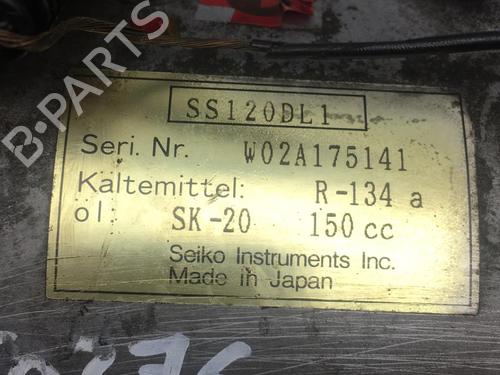 B-PARTS
SS120DL1
Seri. Nr. W02A175141
Kaltemittel: R-134 a
ol: SK-20 150 cc
Seiko Instruments Inc.
Made in Japan